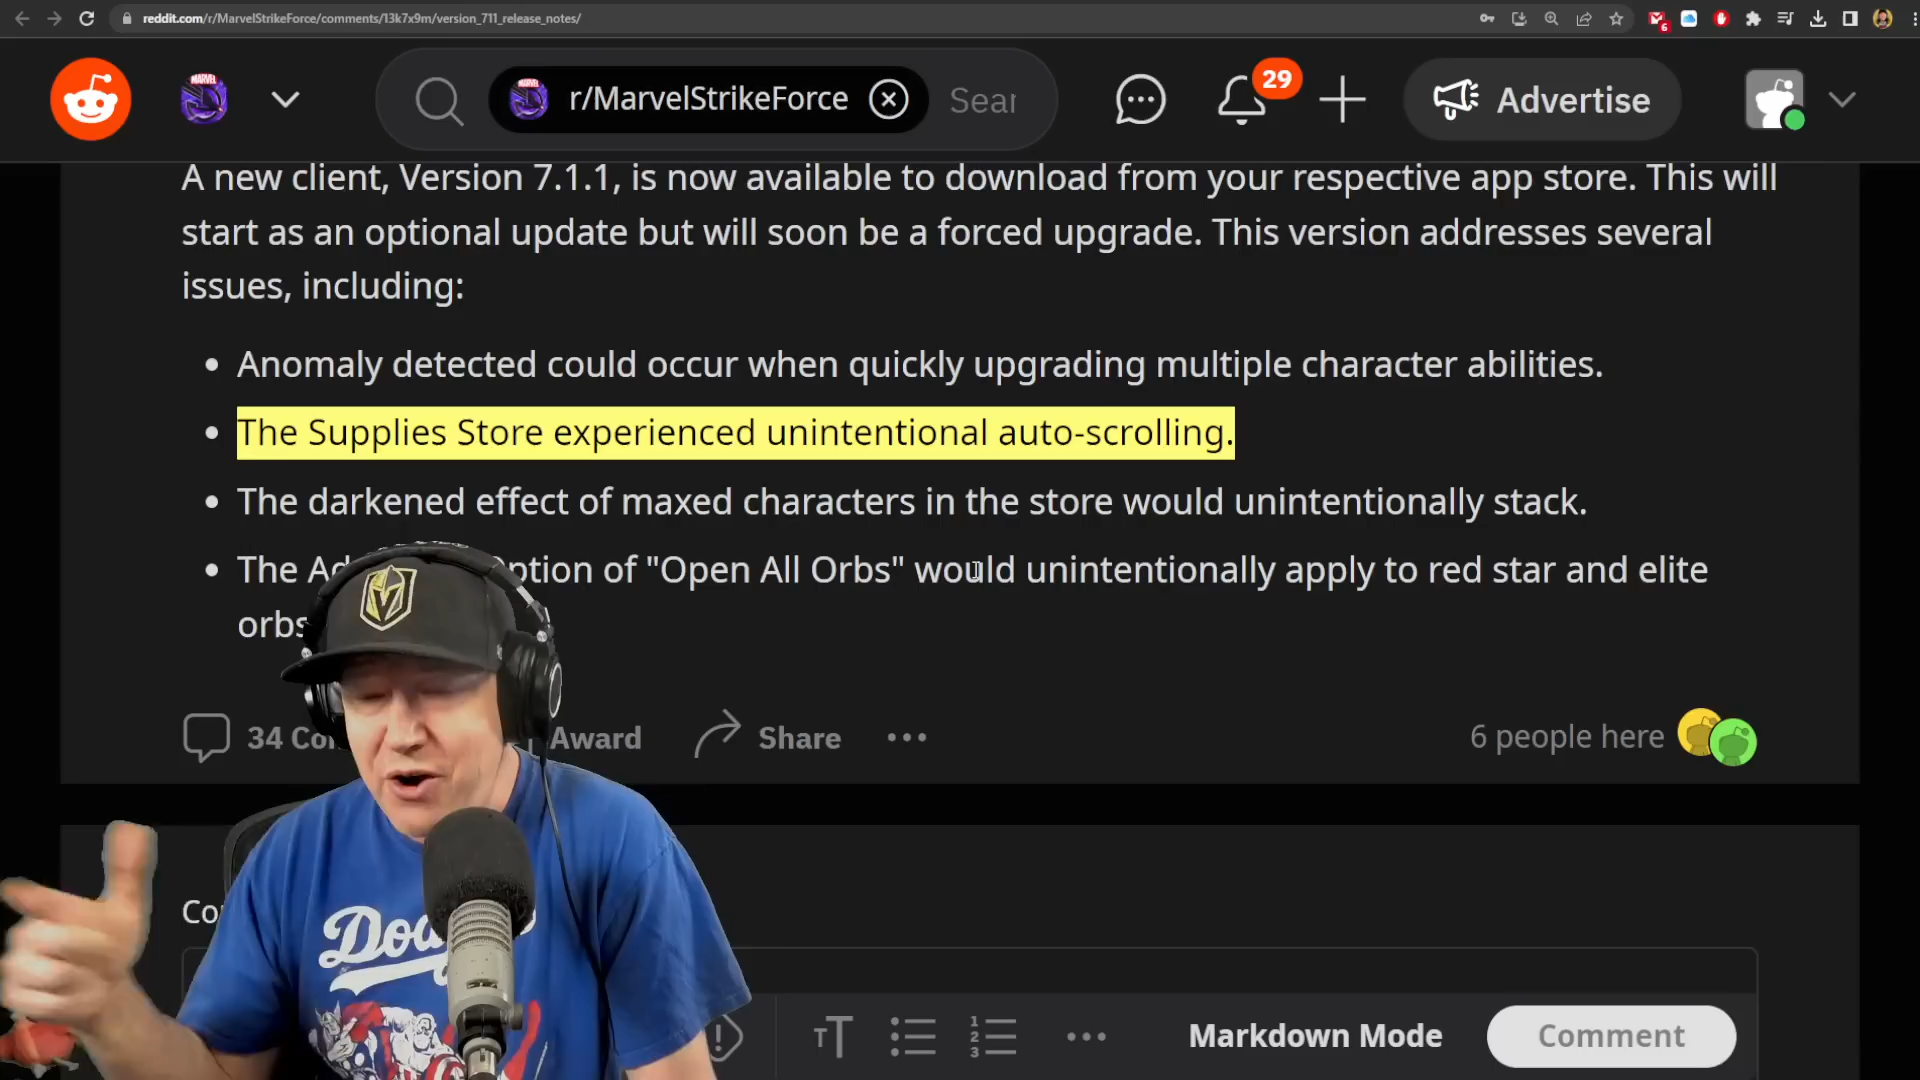 reddit.com/r/MarvelStrikeForce/comments/13k7x9m/version_711_release_notes/
6
MARVEL
MARVEL
r/MarvelStrikeForce
Sear
29
Advertise
A new client, Version 7.1.1, is now available to download from your respective app store. This will
start as an optional update but will soon be a forced upgrade. This version addresses several
issues, including:
Anomaly detected could occur when quickly upgrading multiple character abilities.
The Supplies Store experienced unintentional auto-scrolling.
The darkened effect of maxed characters in the store would unintentionally stack.
The "Open All Orbs" would unintentionally apply to red star and elite
orbs
34
Award
Share
6 people here
Markdown Mode
Comment